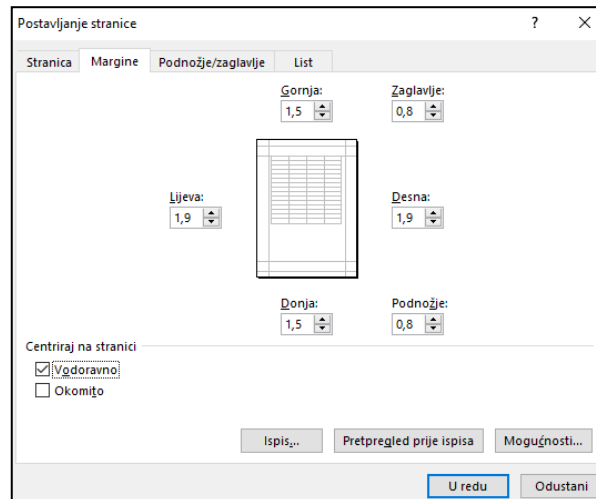 Postavljanje stranice ? ×
Stranica Margine Podnožje/zaglavlje List
Gornja: Zaglavlje:
1,5 0,8
Lijeva: Desna:
1,9 1,9
Donja: Podnožje:
1,5 0,8
Centriraj na stranici
Vodoravno
Okomito
Ispis... Pretpregled prije ispisa Mogućnosti...
U redu Odustani